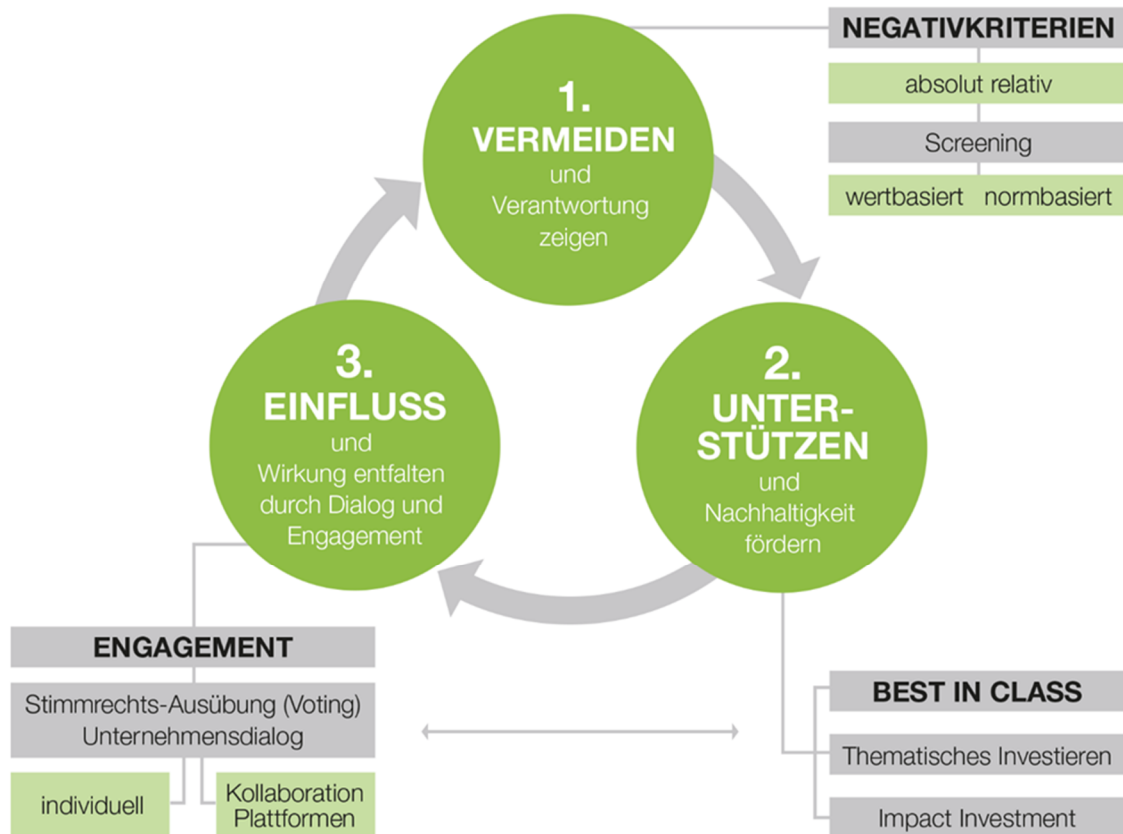 1.
VERMEIDEN
und
Verantwortung
zeigen
NEGATIVKRITERIEN
absolut relativ
Screening
wertbasiert normbasiert
2.
UNTER-
STÜTZEN
und
Nachhaltigkeit
fördern
BEST IN CLASS
Thematisches Investieren
Impact Investment
3.
EINFLUSS
und
Wirkung entfalten
durch Dialog und
Engagement
ENGAGEMENT
Stimmrechts-Ausübung (Voting)
Unternehmensdialog
individuell
Kollaboration
Plattformen